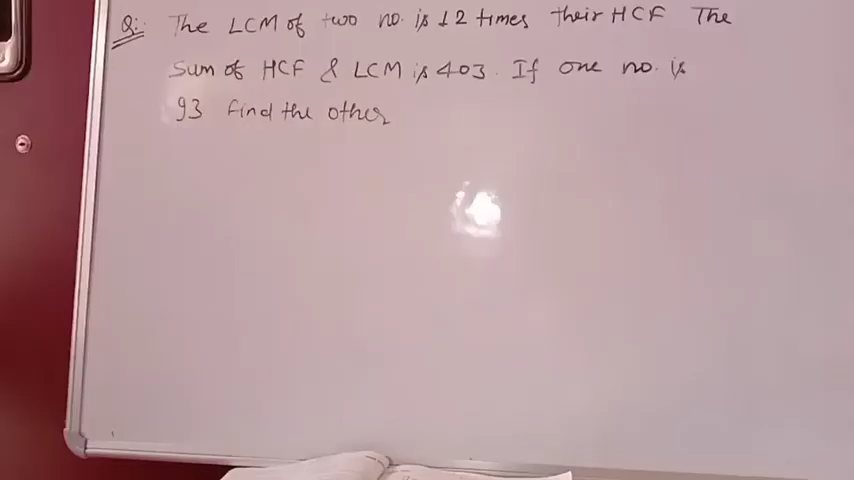 Q:- The LCM of two no. is 12 times their HCF The
Sum of HCF & LCM is 403. If one no. is
93 find the other